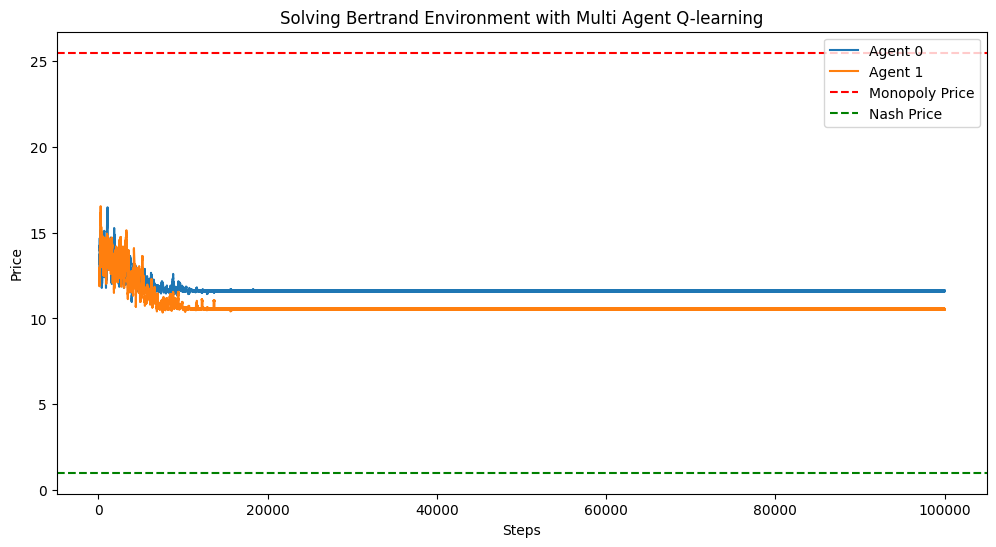 Solving Bertrand Environment with Multi Agent Q-learning
Agent 0
Agent 1
Monopoly Price
Nash Price
Price
25
20
15
10
5
0
0 20000 40000 60000 80000 100000
Steps